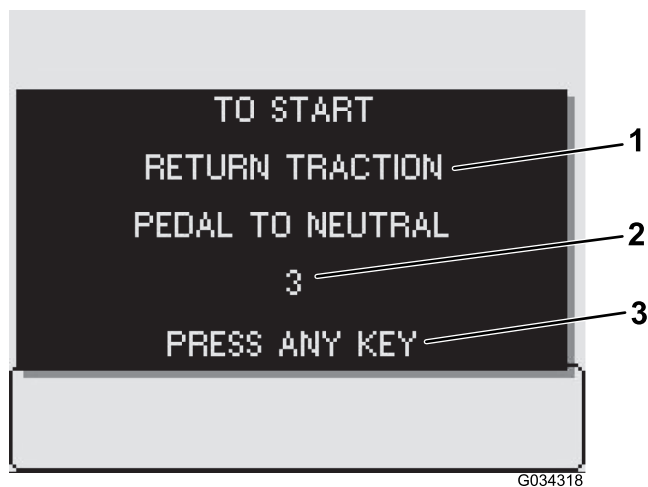 TO START
RETURN TRACTION
1
PEDAL TO NEUTRAL
2
3
PRESS ANY KEY
3
G034318